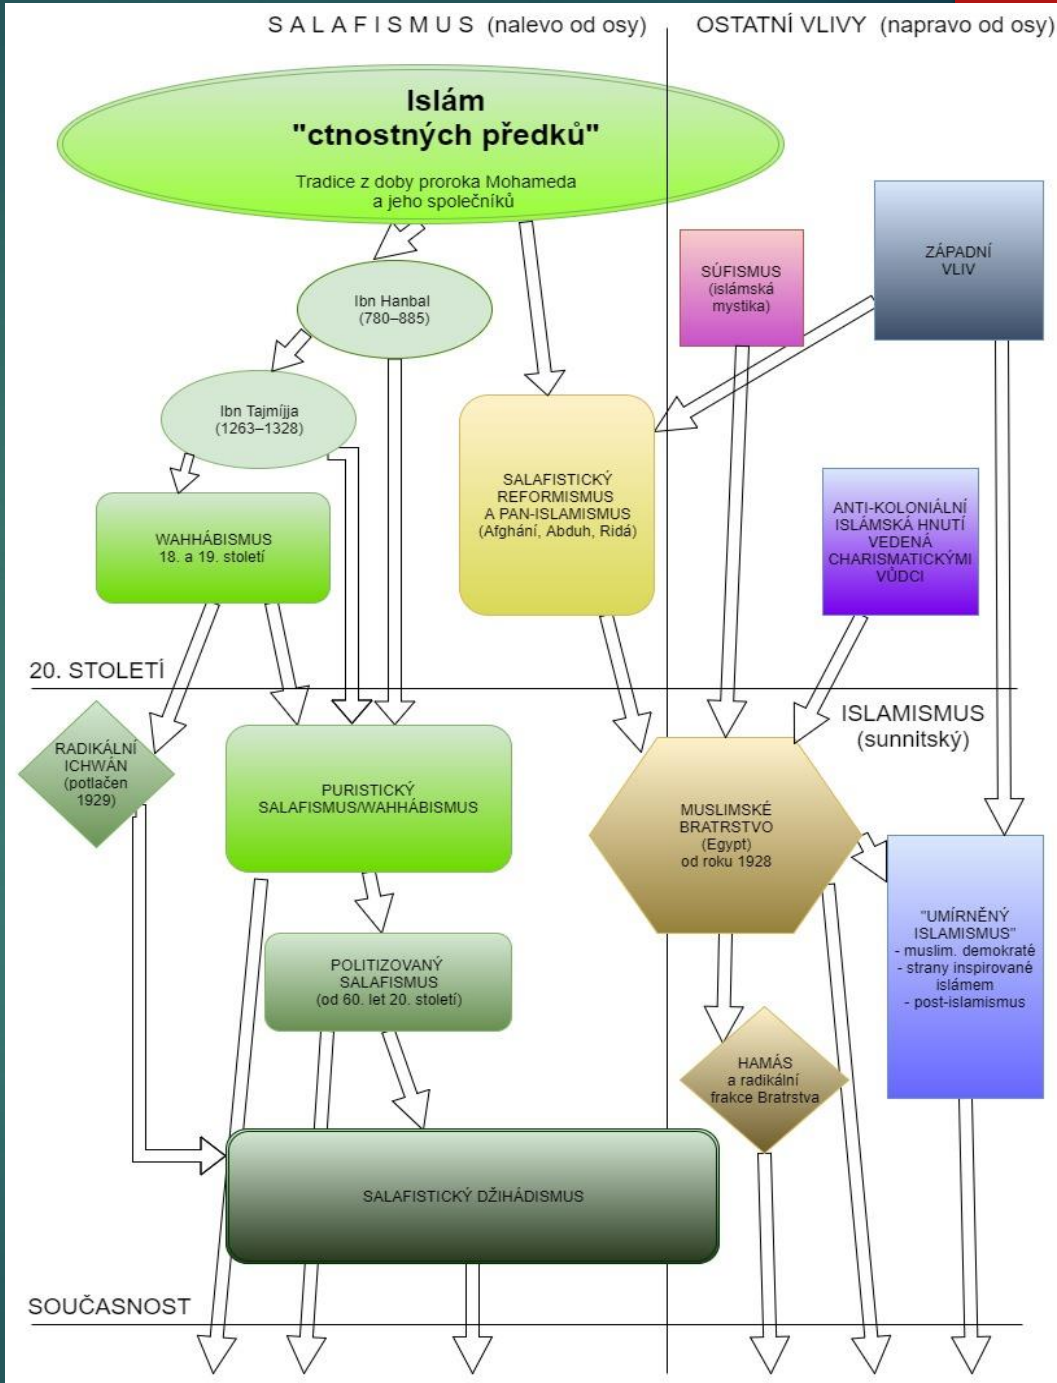 S A L A F I S M U S (nalevo od osy)
OSTATNÍ VLIVY (napravo od osy)
Islám
"ctnostných předků"
Tradice z doby proroka Mohameda
a jeho společníků
SÚFISMUS
(islámská
mystika)
ZÁPADNÍ
VLIV
Ibn Hanbal
(780–885)
Ibn Tajmíjja
(1263–1328)
SALAFISTICKÝ
REFORMISMUS
A PAN-ISLAMISMUS
(Afghání, Abduh, Ridá)
ANTI-KOLONIÁLNÍ
ISLÁMSKÁ HNUTÍ
VEDENÁ
CHARISMATICKÝMI
VŮDCI
WAHHÁBISMUS
18. a 19. století
20. STOLETÍ
ISLAMISMUS
(sunnitský)
RADIKÁLNÍ
ICHWÁN
(potlačen
1929)
PURISTICKÝ
SALAFISMUS/WAHHÁBISMUS
MUSLIMSKÉ
BRATRSTVO
(Egypt)
od roku 1928
"UMÍRNĚNÝ
ISLAMISMUS"
- muslim. demokraté
- strany inspirované
islámem
- post-islamismus
POLITIZOVANÝ
SALAFISMUS
(od 60. let 20. století)
HAMÁS
a radikální
frakce Bratrstva
SALAFISTICKÝ DŽIHÁDISMUS
SOUČASNOST